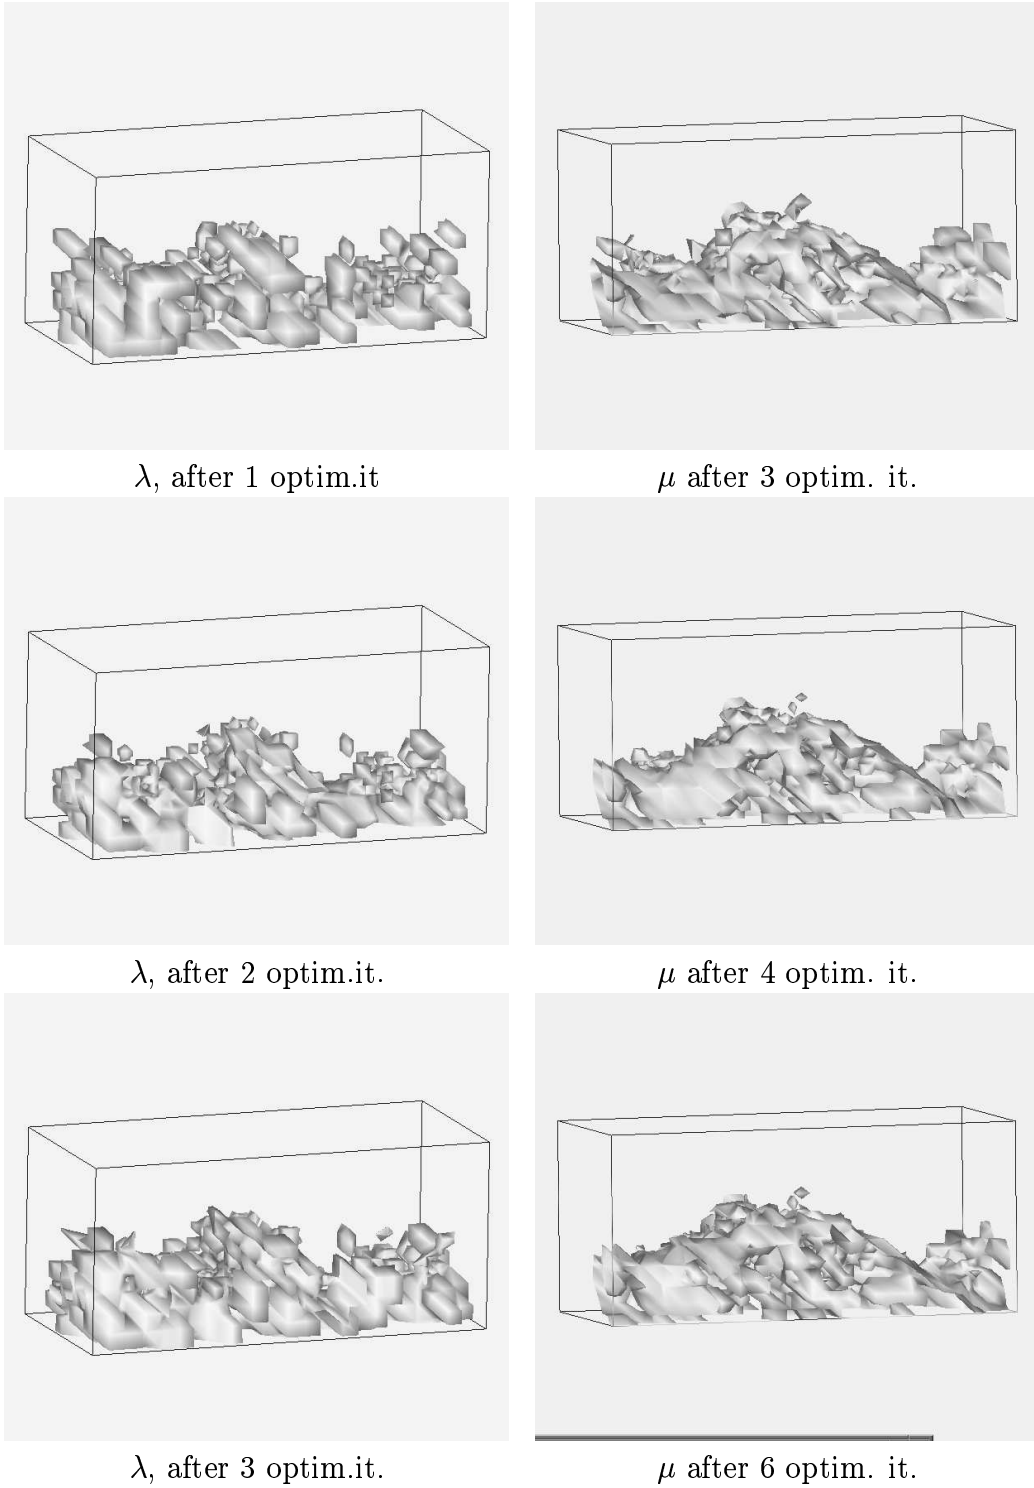 λ, after 1 optim.it
μ after 3 optim. it.
λ, after 2 optim.it.
μ after 4 optim. it.
λ, after 3 optim.it.
μ after 6 optim. it.